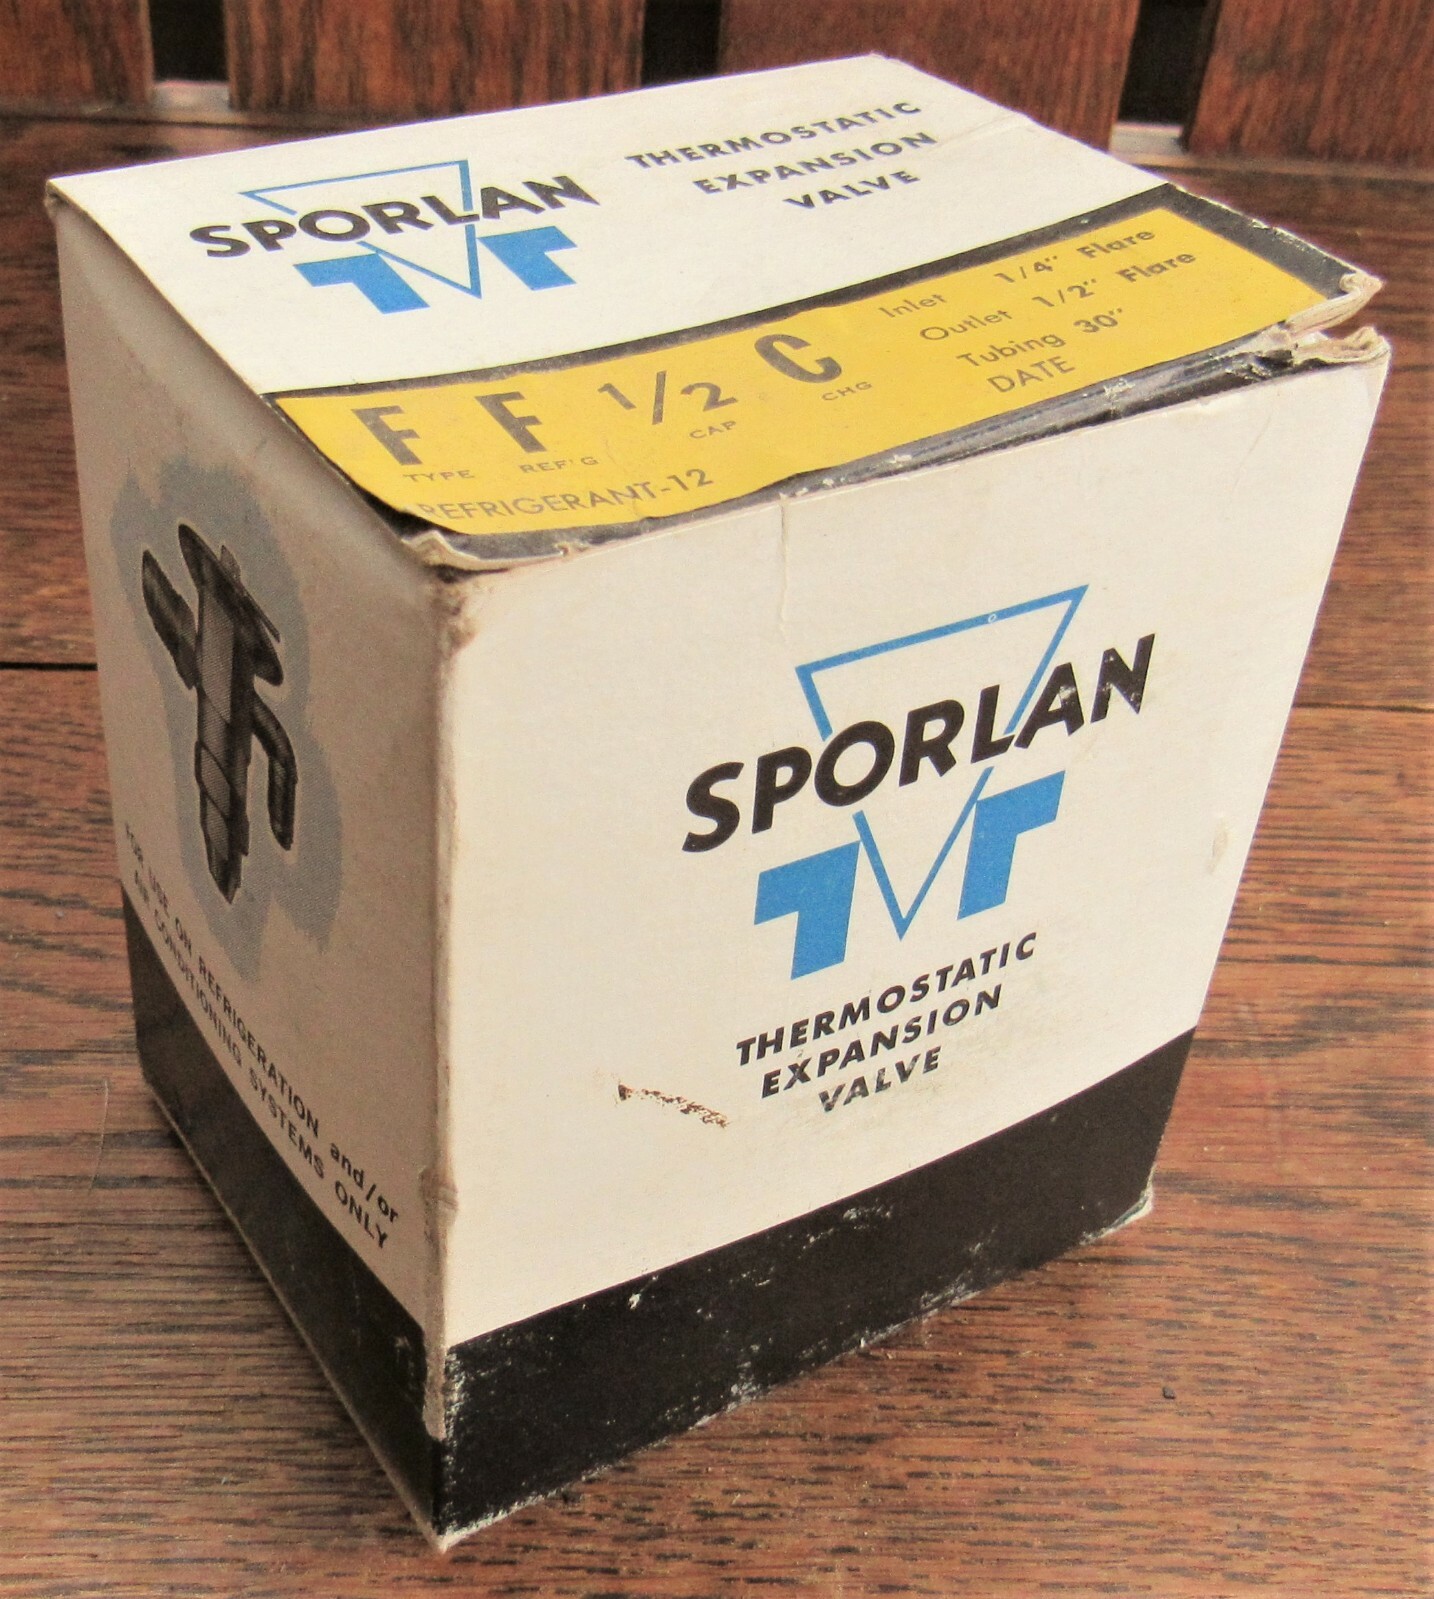 SPORLAN
THERMOSTATIC
EXPANSION
VALVE
F F 1/2 C
TYPE REF'G CAP CHG
REFRIGERANT-12
Inlet 1/4" Flare
Outlet 1/2" Flare
Tubing 30"
DATE
FOR USE ON REFRIGERATION and/or
AIR CONDITIONING SYSTEMS ONLY
SPORLAN
THERMOSTATIC
EXPANSION
VALVE